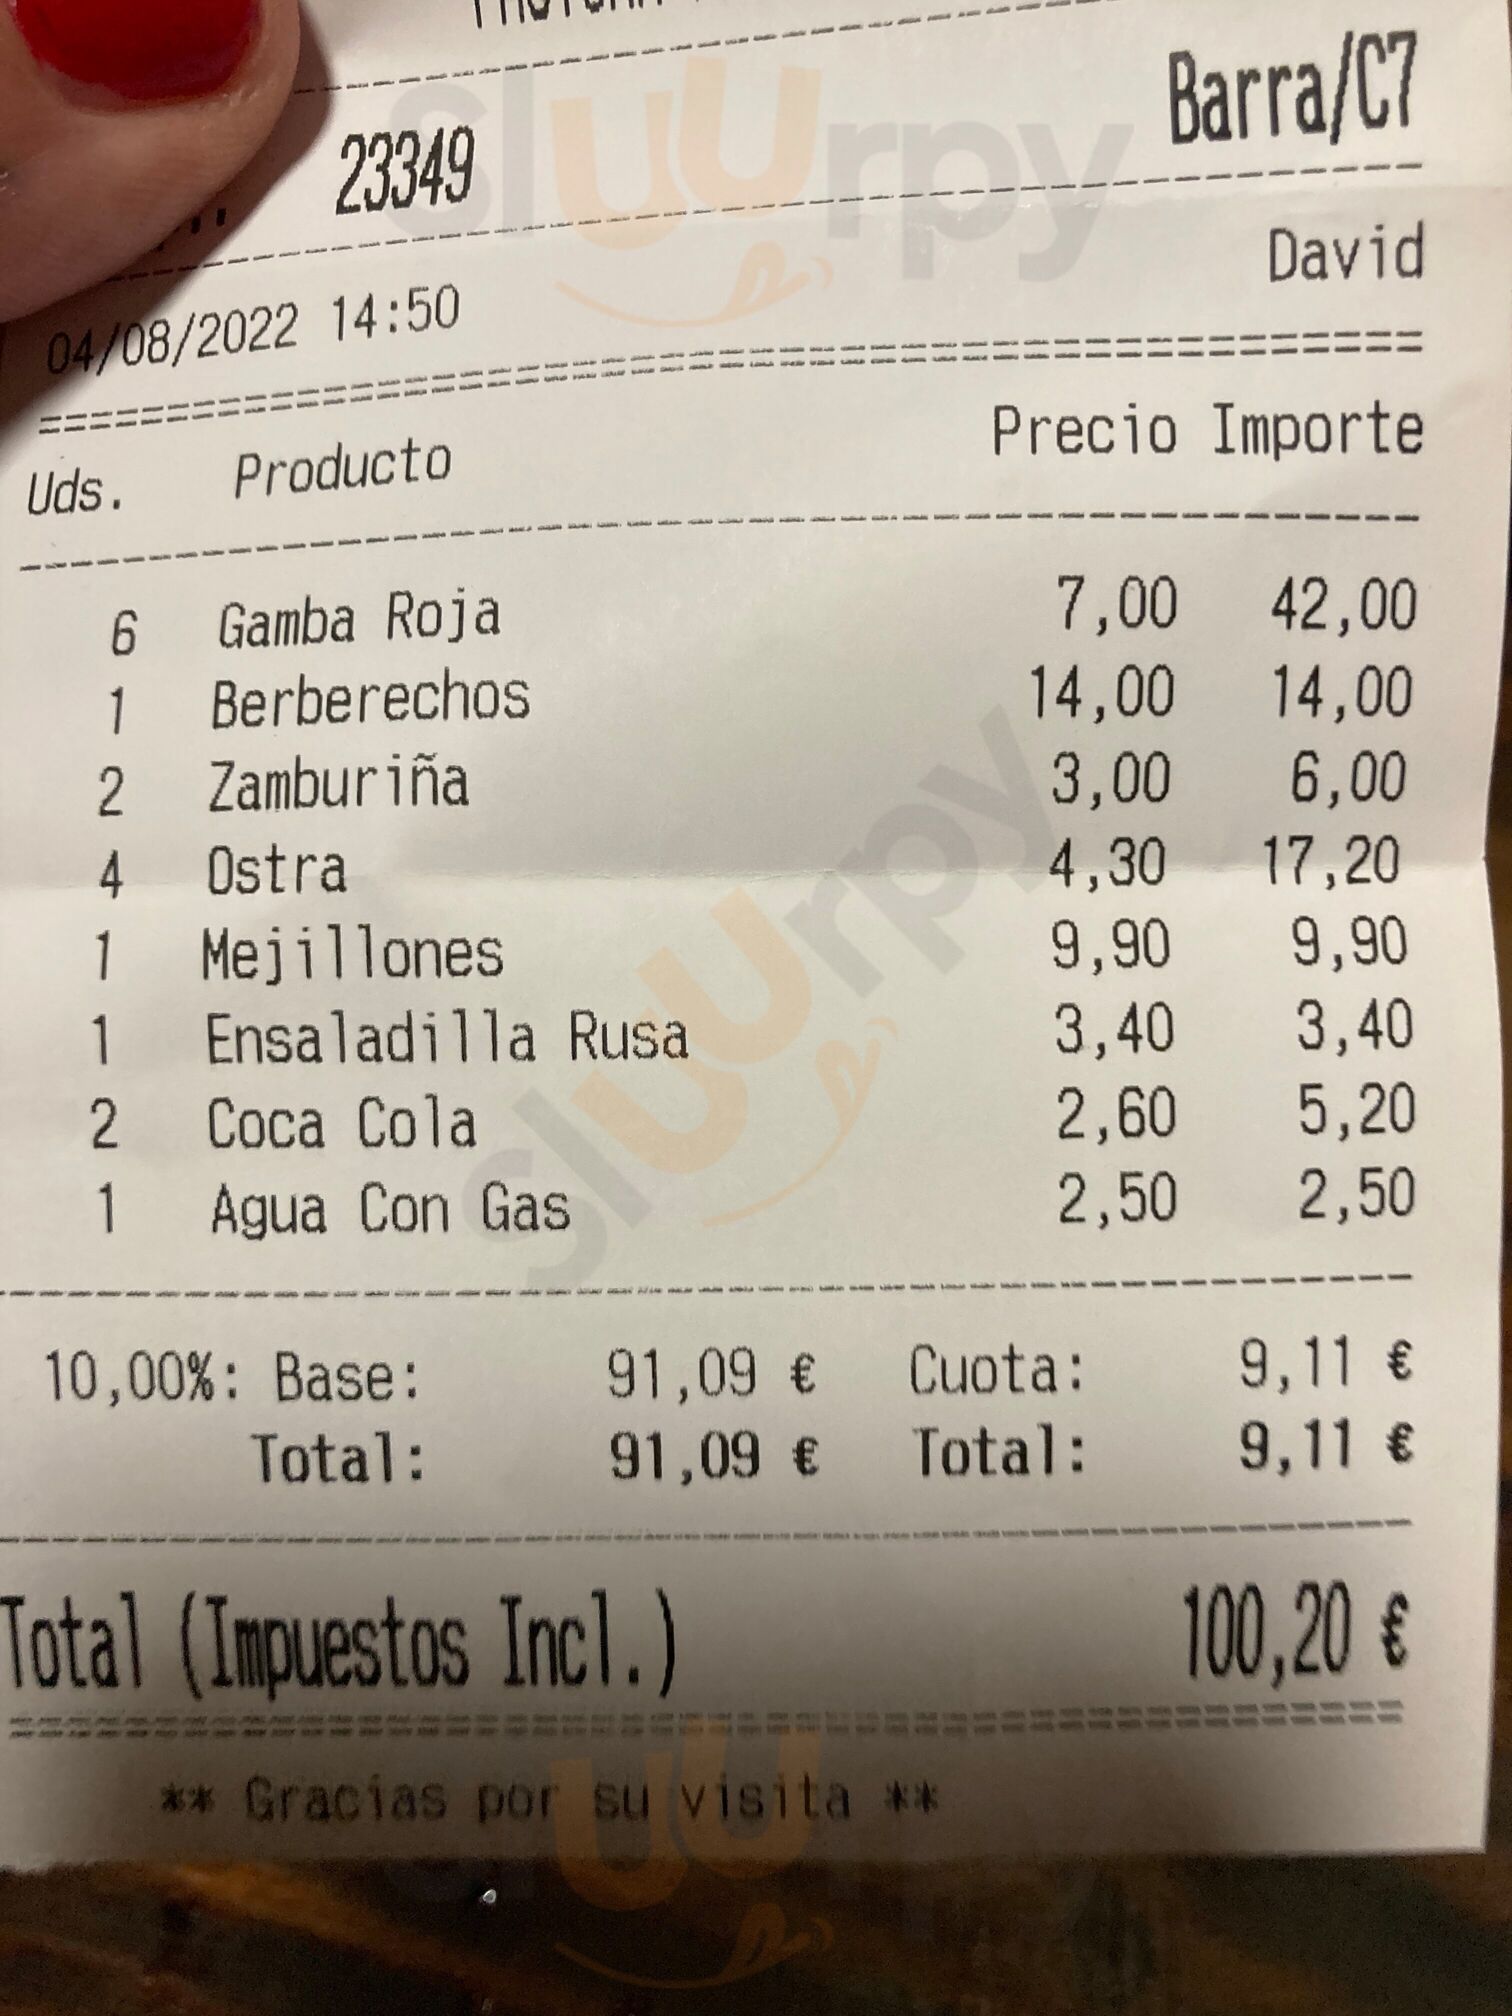 23349 Barra/C7
04/08/2022 14:50 David
Uds. Producto Precio Importe
6 Gamba Roja 7,00 42,00
1 Berberechos 14,00 14,00
2 Zamburiña 3,00 6,00
4 Ostra 4,30 17,20
1 Mejillones 9,90 9,90
1 Ensaladilla Rusa 3,40 3,40
2 Coca Cola 2,60 5,20
1 Agua Con Gas 2,50 2,50
10,00%: Base: 91,09 € Cuota: 9,11 €
Total: 91,09 € Total: 9,11 €
Total (Impuestos Incl.) 100,20 €
** Gracias por su visita **
sluurpy
sluurpy
sluurpy